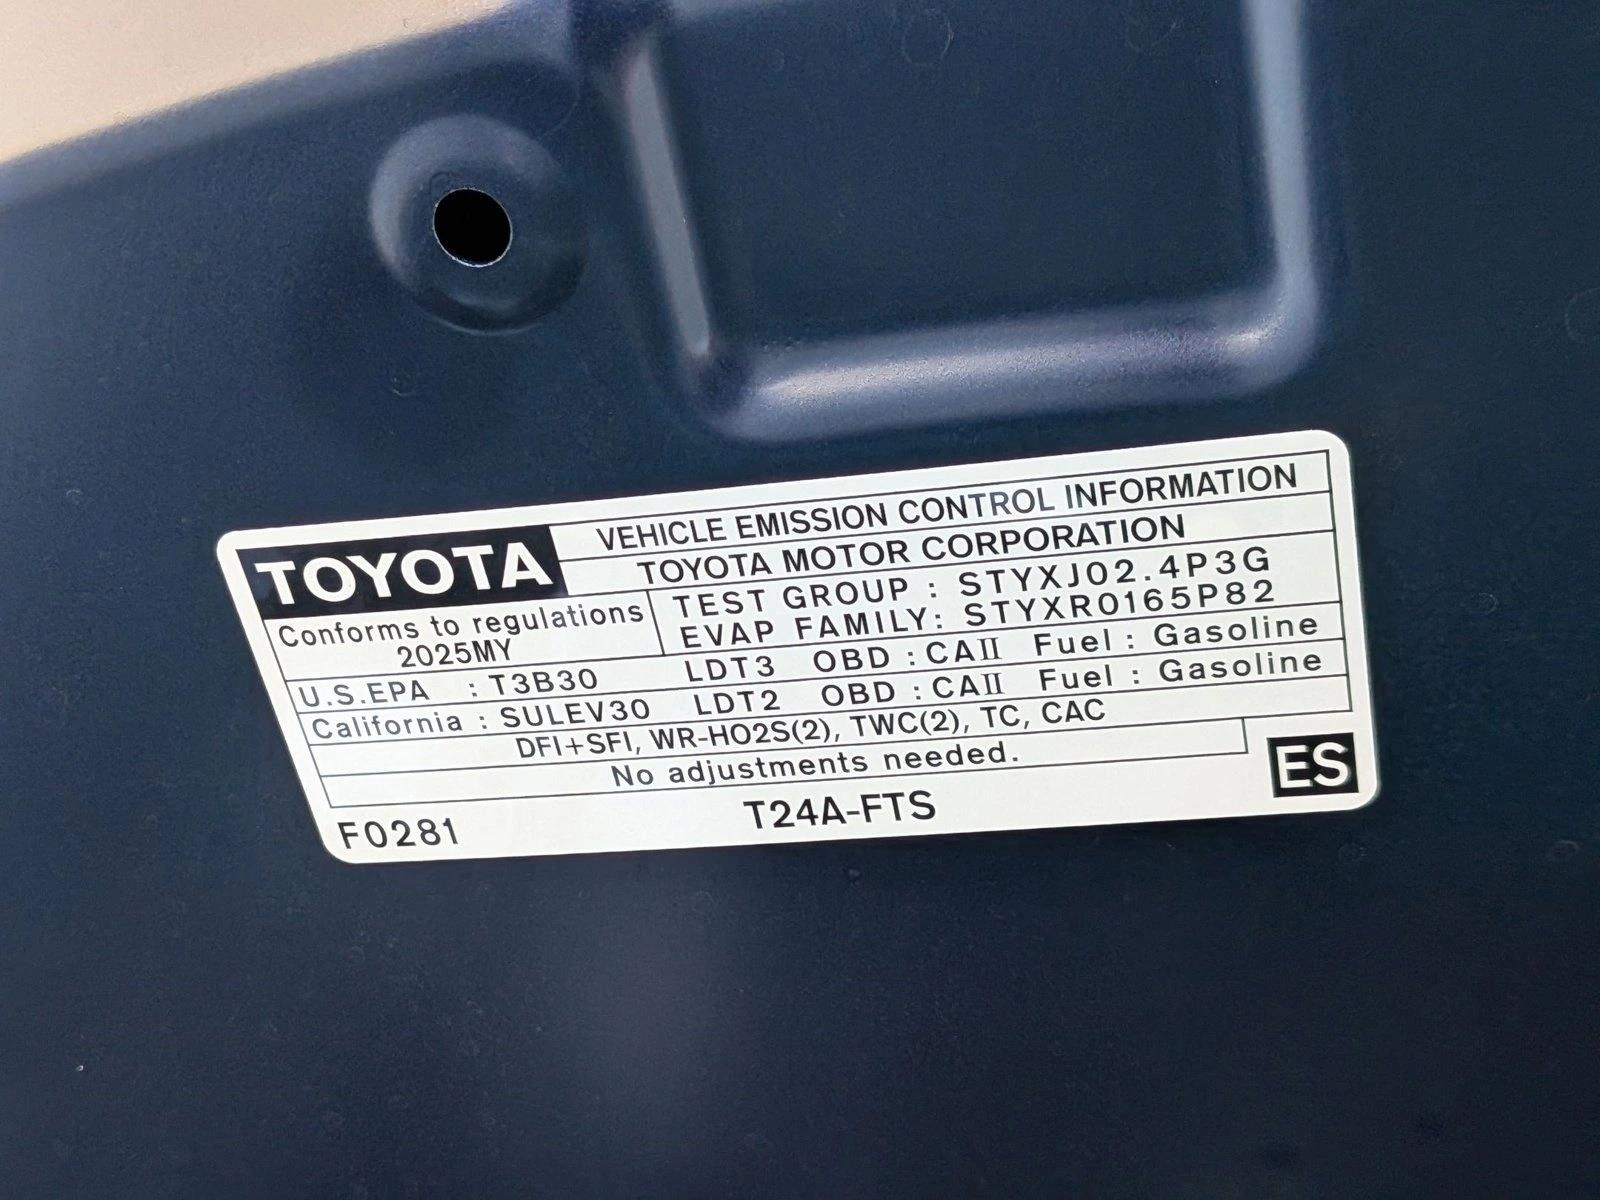 TOYOTA
VEHICLE EMISSION CONTROL INFORMATION
TOYOTA MOTOR CORPORATION
Conforms to regulations
2025MY
TEST GROUP : STYXJ02.4P3G
EVAP FAMILY: STYXR0165P82
U.S.EPA : T3B30 LDT3 OBD : CAII Fuel : Gasoline
California : SULEV30 LDT2 OBD : CAII Fuel : Gasoline
DFI+SFI, WR-HO2S(2), TWC(2), TC, CAC
No adjustments needed.
F0281
T24A-FTS
ES